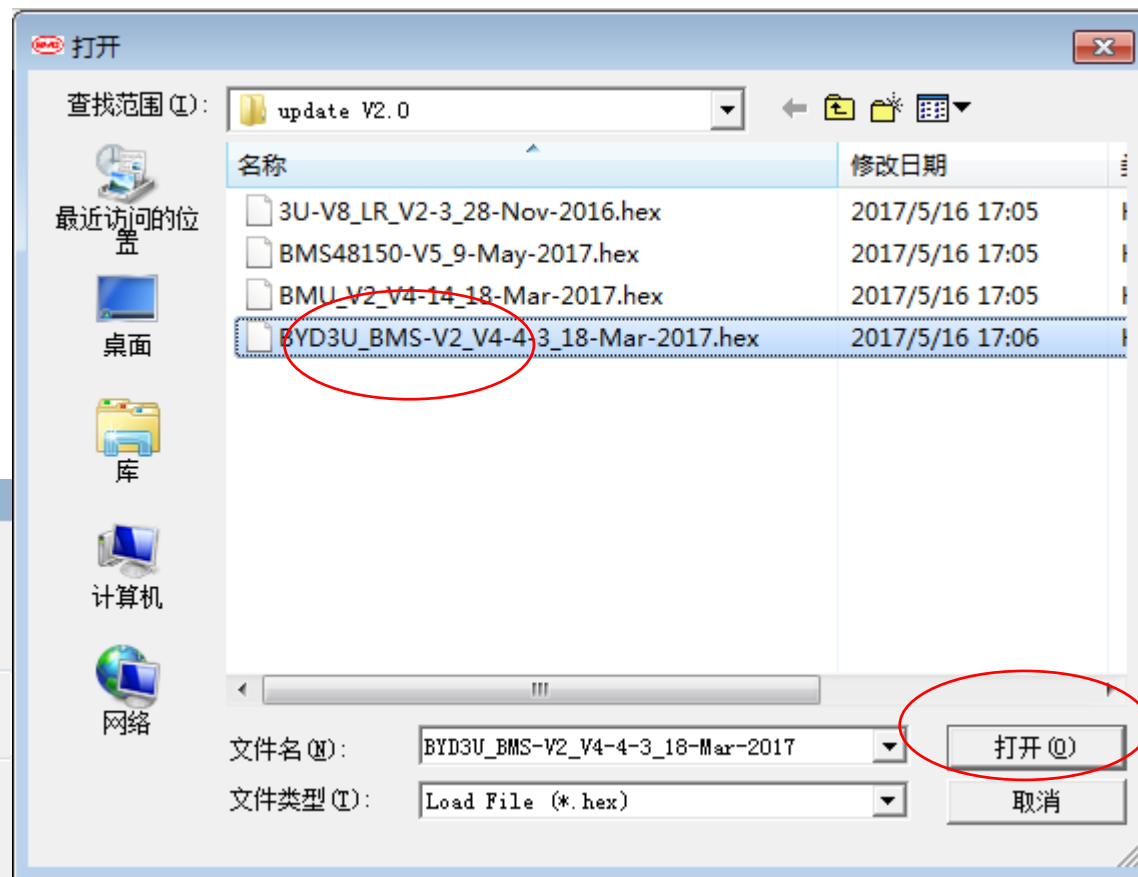 打开
查找范围(I):
update V2.0
名称
修改日期
3U-V8_LR_V2-3_28-Nov-2016.hex
2017/5/16 17:05
BMS48150-V5_9-May-2017.hex
2017/5/16 17:05
BMU_V2_V4-14_18-Mar-2017.hex
2017/5/16 17:05
BYD3U_BMS-V2_V4-4-3_18-Mar-2017.hex
2017/5/16 17:06
最近访问的位
置
桌面
库
计算机
网络
文件名(N):
BYD3U_BMS-V2_V4-4-3_18-Mar-2017
打开(O)
文件类型(T):
Load File (*.hex)
取消